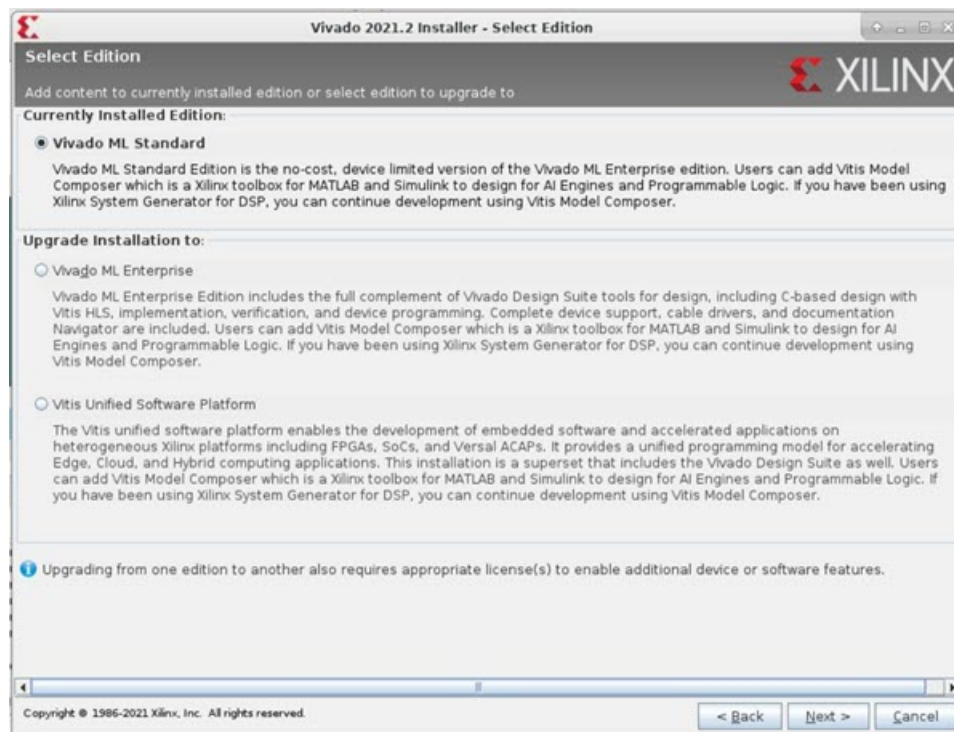 Vivado 2021.2 Installer - Select Edition
Select Edition
XILINX
Add content to currently installed edition or select edition to upgrade to
Currently Installed Edition:
Vivado ML Standard
Vivado ML Standard Edition is the no-cost, device limited version of the Vivado ML Enterprise edition. Users can add Vitis Model
Composer which is a Xilinx toolbox for MATLAB and Simulink to design for AI Engines and Programmable Logic. If you have been using
Xilinx System Generator for DSP, you can continue development using Vitis Model Composer.
Upgrade Installation to:
Vivado ML Enterprise
Vivado ML Enterprise Edition includes the full complement of Vivado Design Suite tools for design, including C-based design with
Vitis HLS, implementation, verification, and device programming. Complete device support, cable drivers, and documentation
Navigator are included. Users can add Vitis Model Composer which is a Xilinx toolbox for MATLAB and Simulink to design for AI
Engines and Programmable Logic. If you have been using Xilinx System Generator for DSP, you can continue development using
Vitis Model Composer.
Vitis Unified Software Platform
The Vitis unified software platform enables the development of embedded software and accelerated applications on
heterogeneous Xilinx platforms including FPGAs, SoCs, and Versal ACAPs. It provides a unified programming model for accelerating
Edge, Cloud, and Hybrid computing applications. This installation is a superset that includes the Vivado Design Suite as well. Users
can add Vitis Model Composer which is a Xilinx toolbox for MATLAB and Simulink to design for AI Engines and Programmable Logic. If
you have been using Xilinx System Generator for DSP, you can continue development using Vitis Model Composer.
Upgrading from one edition to another also requires appropriate license(s) to enable additional device or software features.
Copyright © 1986-2021 Xilinx, Inc. All rights reserved.
< Back
Next >
Cancel